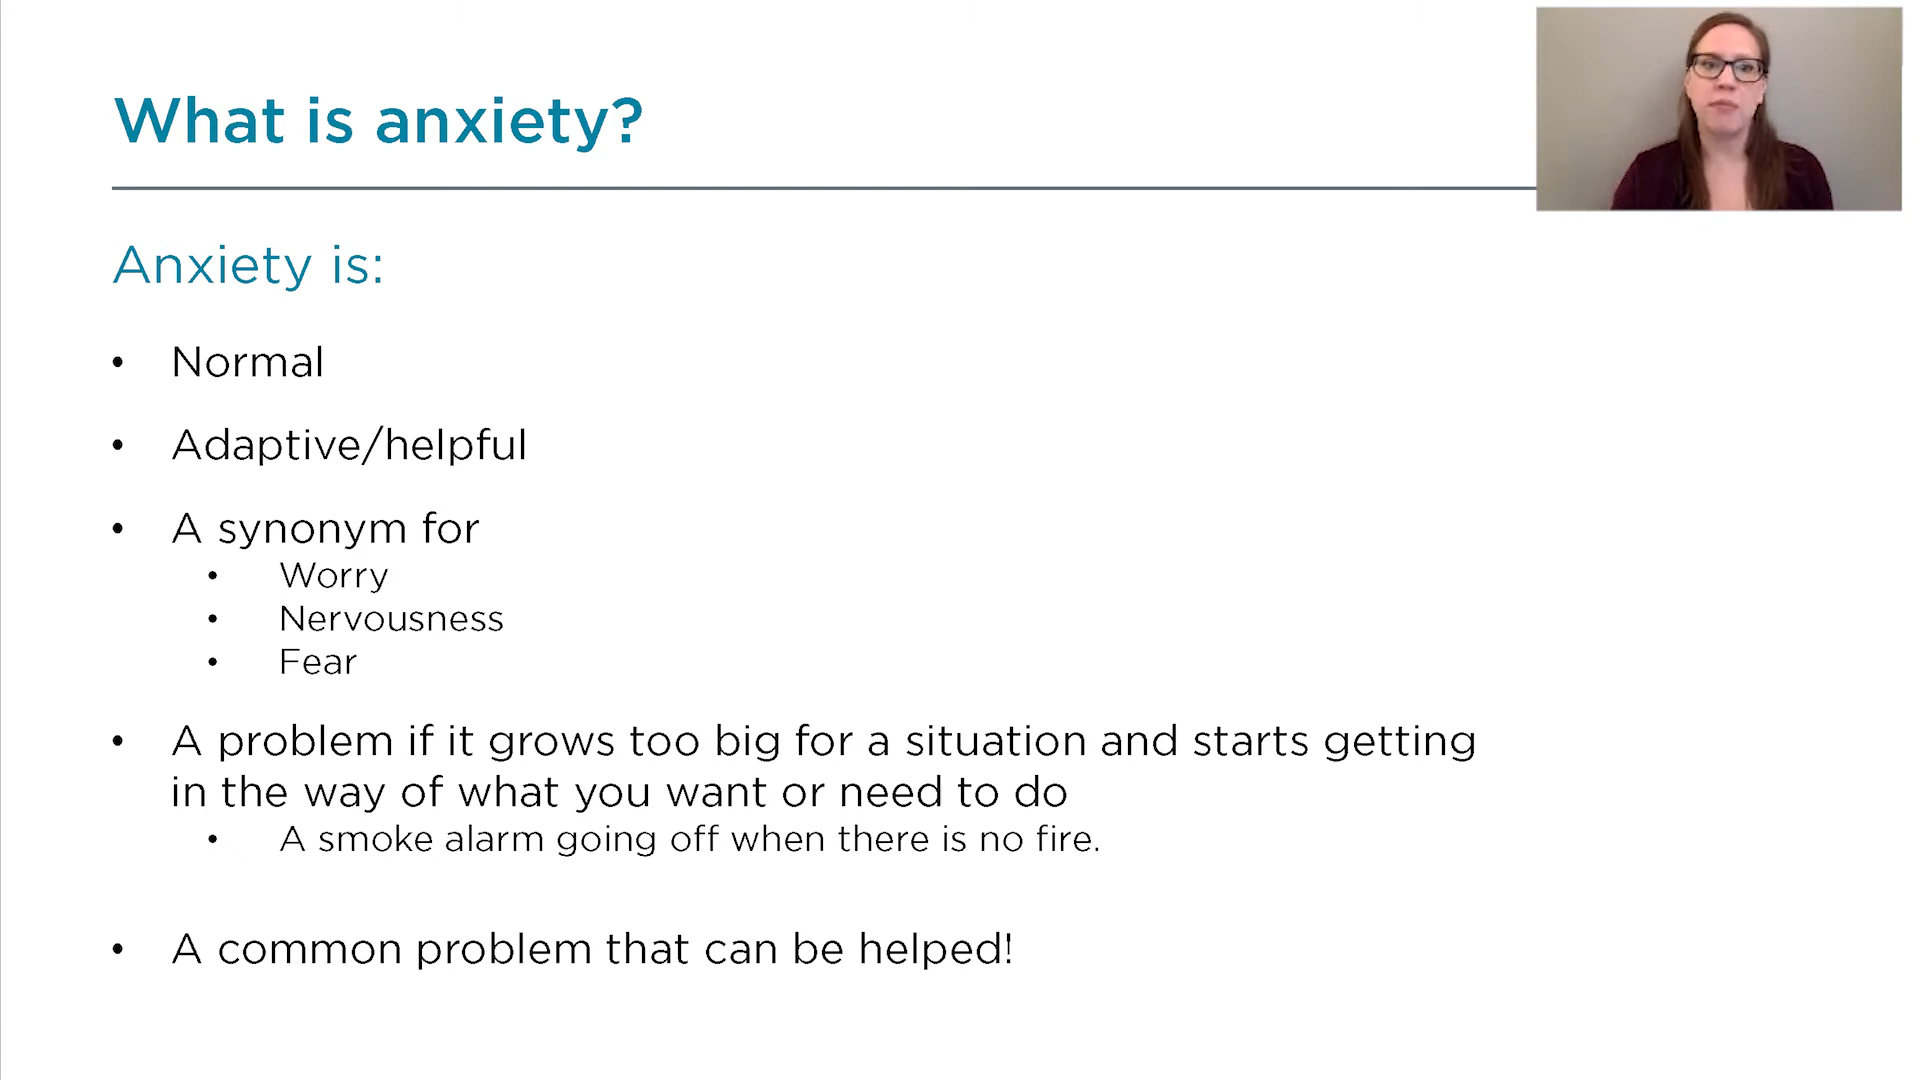 What is anxiety?
Anxiety is:
• Normal
• Adaptive/helpful
• A synonym for
• Worry
• Nervousness
• Fear
• A problem if it grows too big for a situation and starts getting
in the way of what you want or need to do
• A smoke alarm going off when there is no fire.
• A common problem that can be helped!